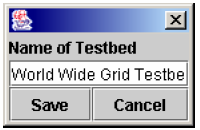 Name of Testbed
World Wide Grid Testbe
Save Cancel